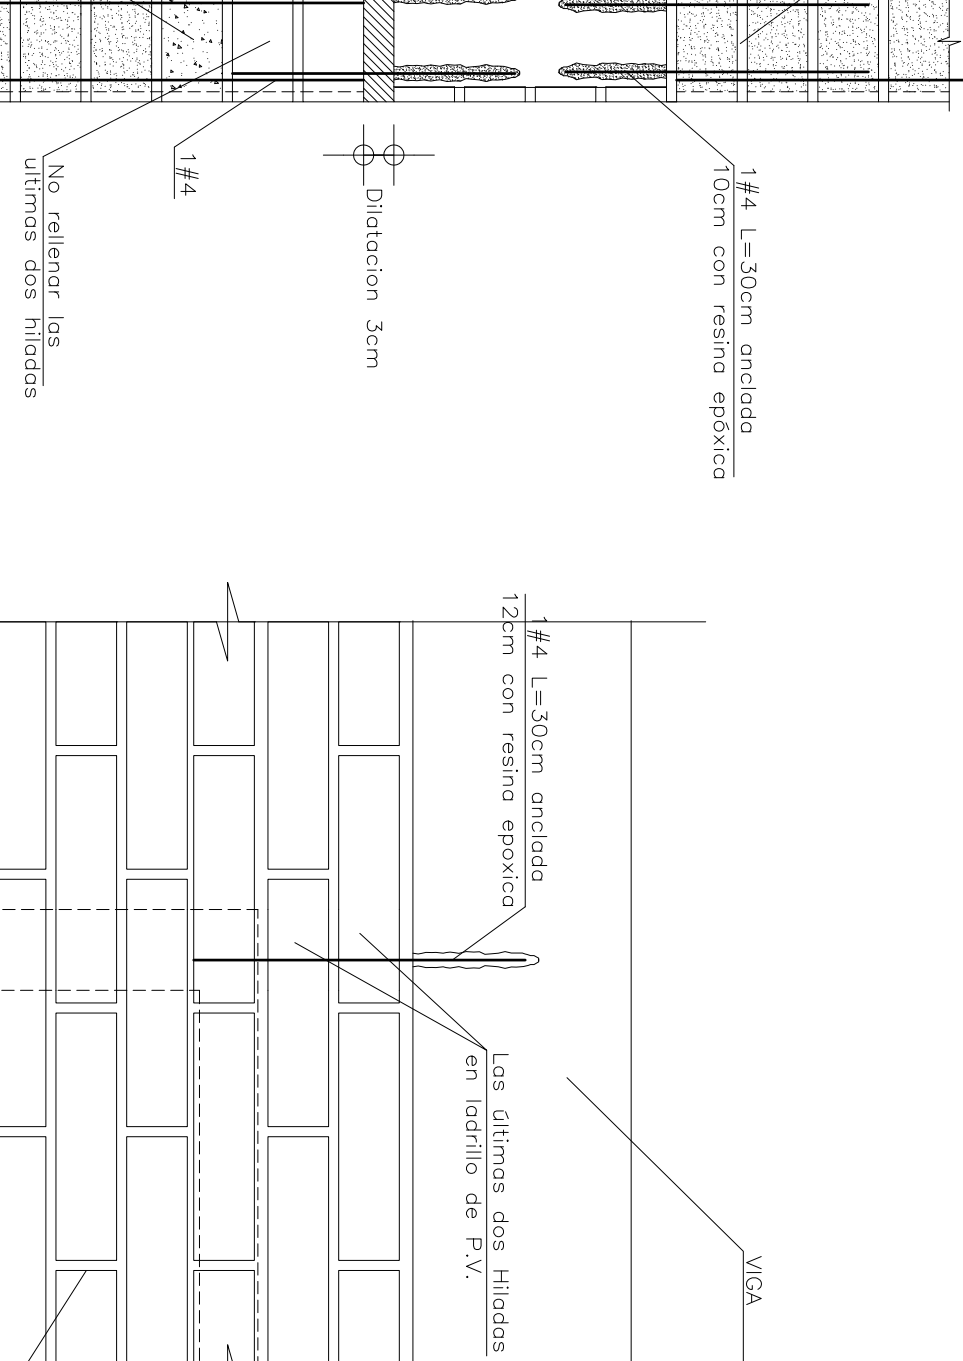 1#4 L=30cm anclada
10cm con resina epóxica
Dilatacion 3cm
1#4
No rellenar las
ultimas dos hiladas
VIGA
1#4 L=30cm anclada
12cm con resina epoxica
Las últimas dos Hiladas
en ladrillo de P.V.